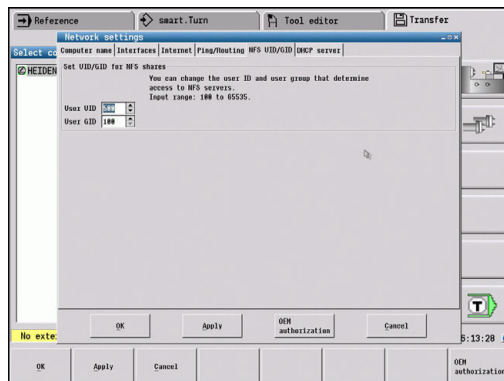 Reference
smart.Turn
Tool editor
Transfer
Network settings
Select co
Computer name Interfaces Internet Ping/Routing NFS UID/GID DHCP server
HEIDEN
Set UID/GID for NFS shares
You can change the user ID and user group that determine
access to NFS servers.
Input range: 100 to 65535.
User UID 500
User GID 100
T
OK
Apply
OEM
authorization
Cancel
No exte
6:13:28
OK
Apply
Cancel
OEM
authorization